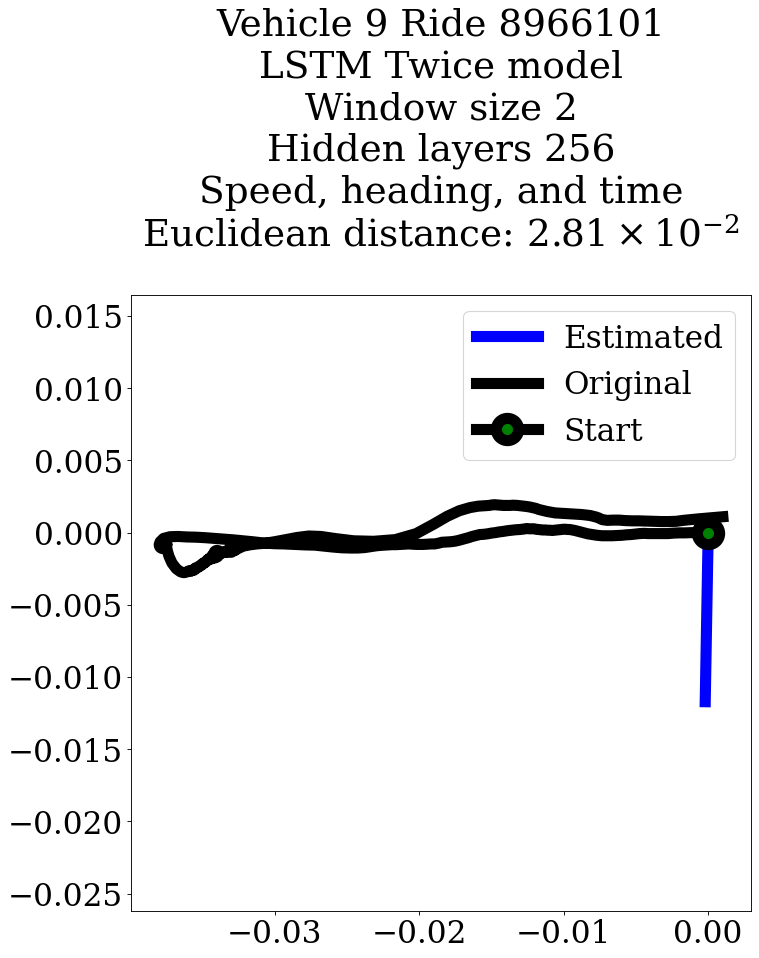 Vehicle 9 Ride 8966101
LSTM Twice model
Window size 2
Hidden layers 256
Speed, heading, and time
Euclidean distance: 2.81 × 10⁻²
0.015
0.010
0.005
0.000
−0.005
−0.010
−0.015
−0.020
−0.025
Estimated
Original
Start
−0.03
−0.02
−0.01
0.00